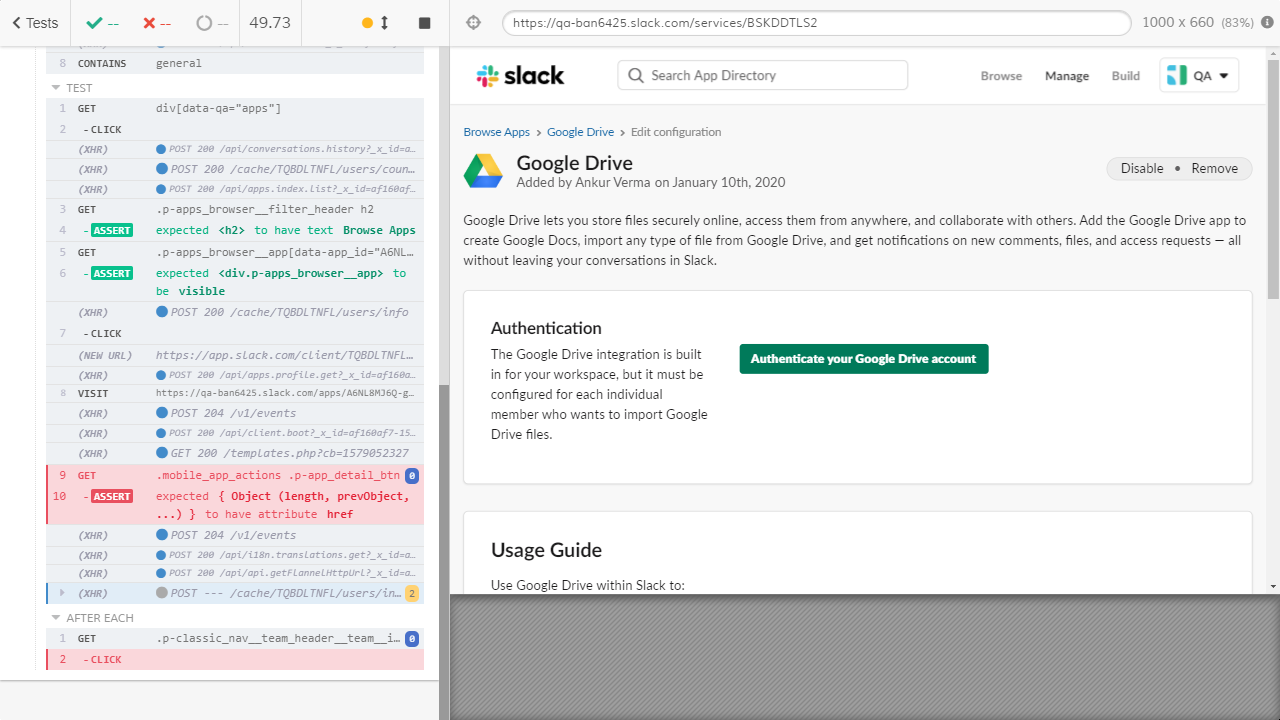 Tests
--
--
--
49.73
https://qa-ban6425.slack.com/services/BSKDDTLS2
1000 x 660 (83%)
8 CONTAINS general
TEST
1 GET div[data-qa="apps"]
2 -CLICK
(XHR) POST 200 /api/conversations.history?_x_id=a…
(XHR) POST 200 /cache/TQBDLTNFL/users/coun…
(XHR) POST 200 /api/apps.index.list?_x_id=af160af…
3 GET .p-apps_browser__filter_header h2
4 -ASSERT expected <h2> to have text Browse Apps
5 GET .p-apps_browser__app[data-app_id="A6NL…
6 -ASSERT expected <div.p-apps_browser__app> to
be visible
(XHR) POST 200 /cache/TQBDLTNFL/users/info
7 -CLICK
(NEW URL) https://app.slack.com/client/TQBDLTNFL…
(XHR) POST 200 /api/apps.profile.get?_x_id=af160a…
8 VISIT https://qa-ban6425.slack.com/apps/A6NL8MJ6Q-g…
(XHR) POST 204 /v1/events
(XHR) POST 200 /api/client.boot?_x_id=af160af7-15…
(XHR) GET 200 /templates.php?cb=1579052327
9 GET .mobile_app_actions .p-app_detail_btn 0
10 -ASSERT expected { Object (length, prevObject,
...) } to have attribute href
(XHR) POST 204 /v1/events
(XHR) POST 200 /api/i18n.translations.get?_x_id=a…
(XHR) POST 200 /api/api.getFlannelHttpUrl?_x_id=a…
(XHR) POST --- /cache/TQBDLTNFL/users/in… 2
AFTER EACH
1 GET .p-classic_nav__team_header__team__i… 0
2 -CLICK
slack
Search App Directory
Browse
Manage
Build
QA
Browse Apps > Google Drive > Edit configuration
Google Drive
Added by Ankur Verma on January 10th, 2020
Disable • Remove
Google Drive lets you store files securely online, access them from anywhere, and collaborate with others. Add the Google Drive app to
create Google Docs, import any type of file from Google Drive, and get notifications on new comments, files, and access requests — all
without leaving your conversations in Slack.
Authentication
The Google Drive integration is built
in for your workspace, but it must be
configured for each individual
member who wants to import Google
Drive files.
Authenticate your Google Drive account
Usage Guide
Use Google Drive within Slack to: